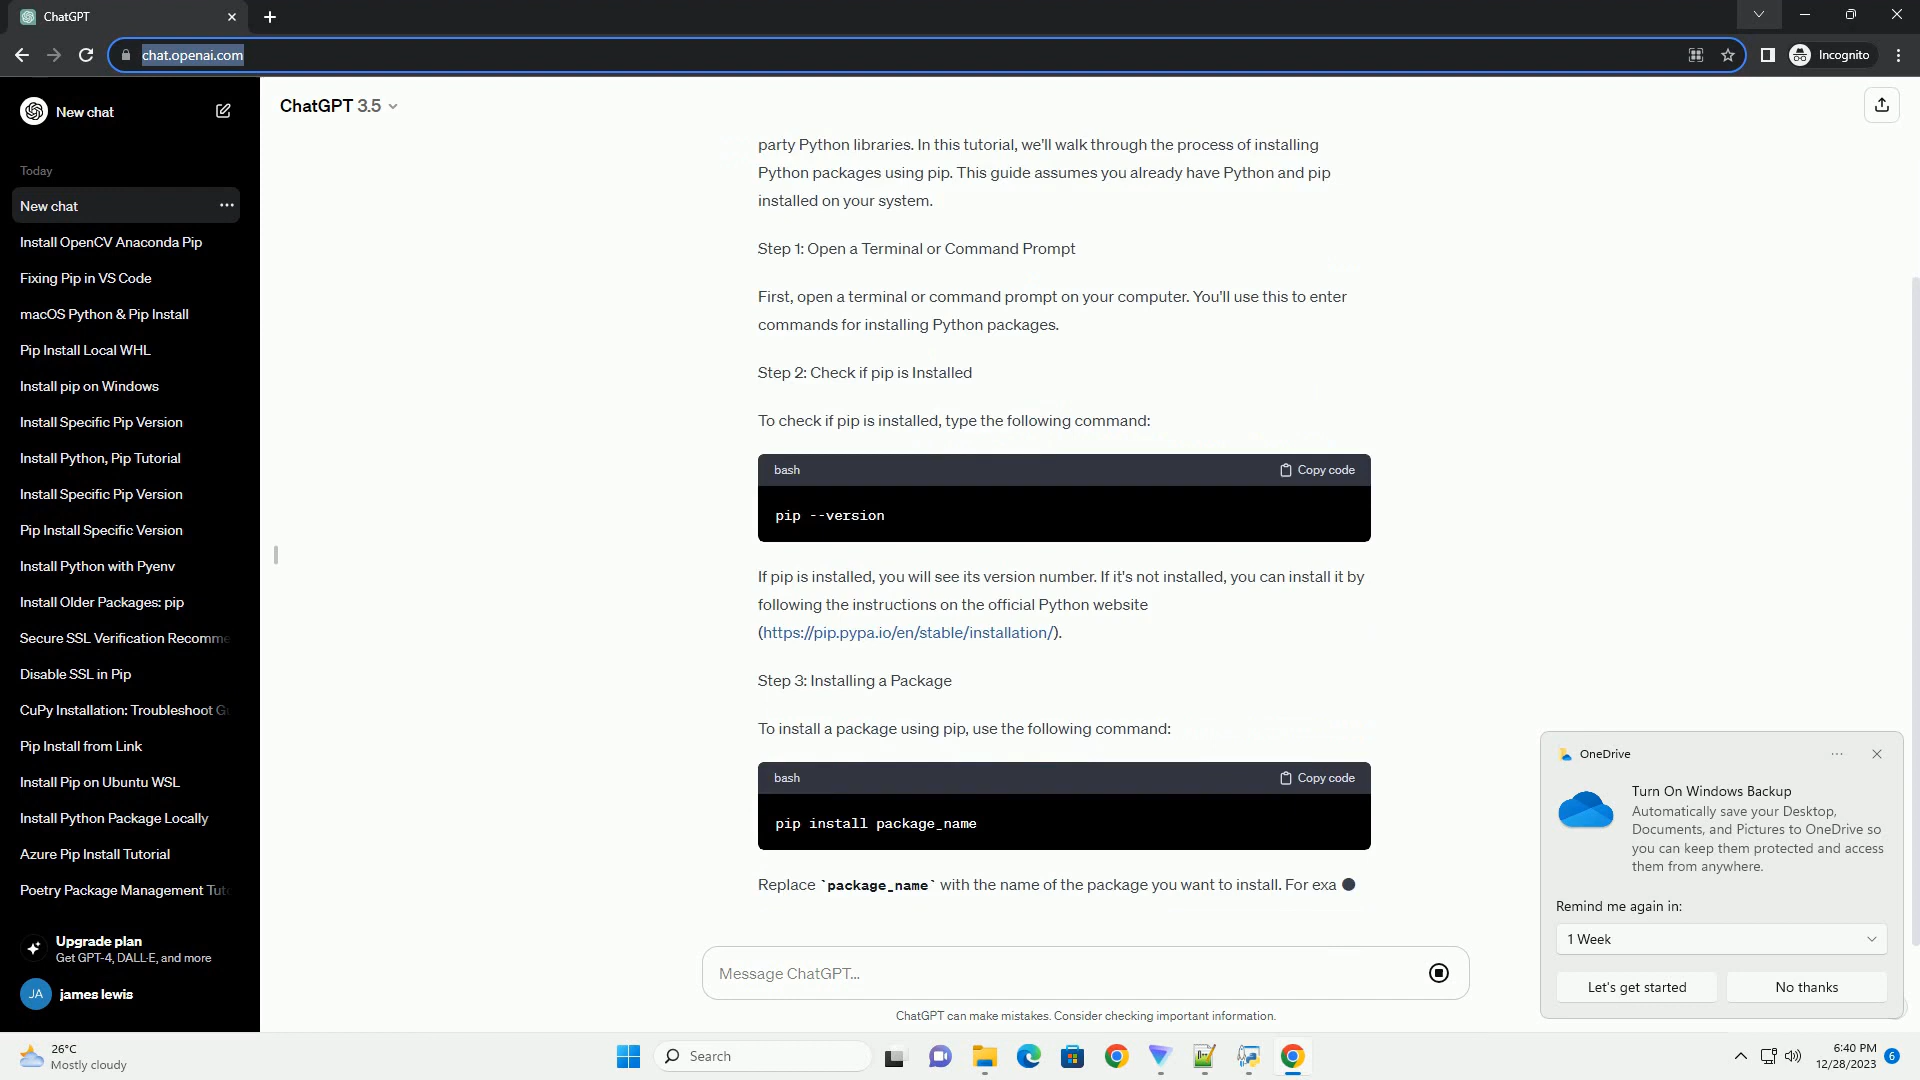 ChatGPT
chat.openai.com
Incognito
New chat
Today
New chat
Install OpenCV Anaconda Pip
Fixing Pip in VS Code
macOS Python & Pip Install
Pip Install Local WHL
Install pip on Windows
Install Specific Pip Version
Install Python, Pip Tutorial
Install Specific Pip Version
Pip Install Specific Version
Install Python with Pyenv
Install Older Packages: pip
Secure SSL Verification Recomme
Disable SSL in Pip
CuPy Installation: Troubleshoot G
Pip Install from Link
Install Pip on Ubuntu WSL
Install Python Package Locally
Azure Pip Install Tutorial
Poetry Package Management Tut
Upgrade plan
Get GPT-4, DALL·E, and more
JA james lewis
ChatGPT 3.5
party Python libraries. In this tutorial, we'll walk through the process of installing
Python packages using pip. This guide assumes you already have Python and pip
installed on your system.
Step 1: Open a Terminal or Command Prompt
First, open a terminal or command prompt on your computer. You'll use this to enter
commands for installing Python packages.
Step 2: Check if pip is Installed
To check if pip is installed, type the following command:
bash Copy code
pip --version
If pip is installed, you will see its version number. If it's not installed, you can install it by
following the instructions on the official Python website
(https://pip.pypa.io/en/stable/installation/).
Step 3: Installing a Package
To install a package using pip, use the following command:
bash Copy code
pip install package_name
Replace `package_name` with the name of the package you want to install. For exa
Message ChatGPT...
ChatGPT can make mistakes. Consider checking important information.
OneDrive
Turn On Windows Backup
Automatically save your Desktop,
Documents, and Pictures to OneDrive so
you can keep them protected and access
them from anywhere.
Remind me again in:
1 Week
Let's get started No thanks
26°C
Mostly cloudy
Search
6:40 PM
12/28/2023
6